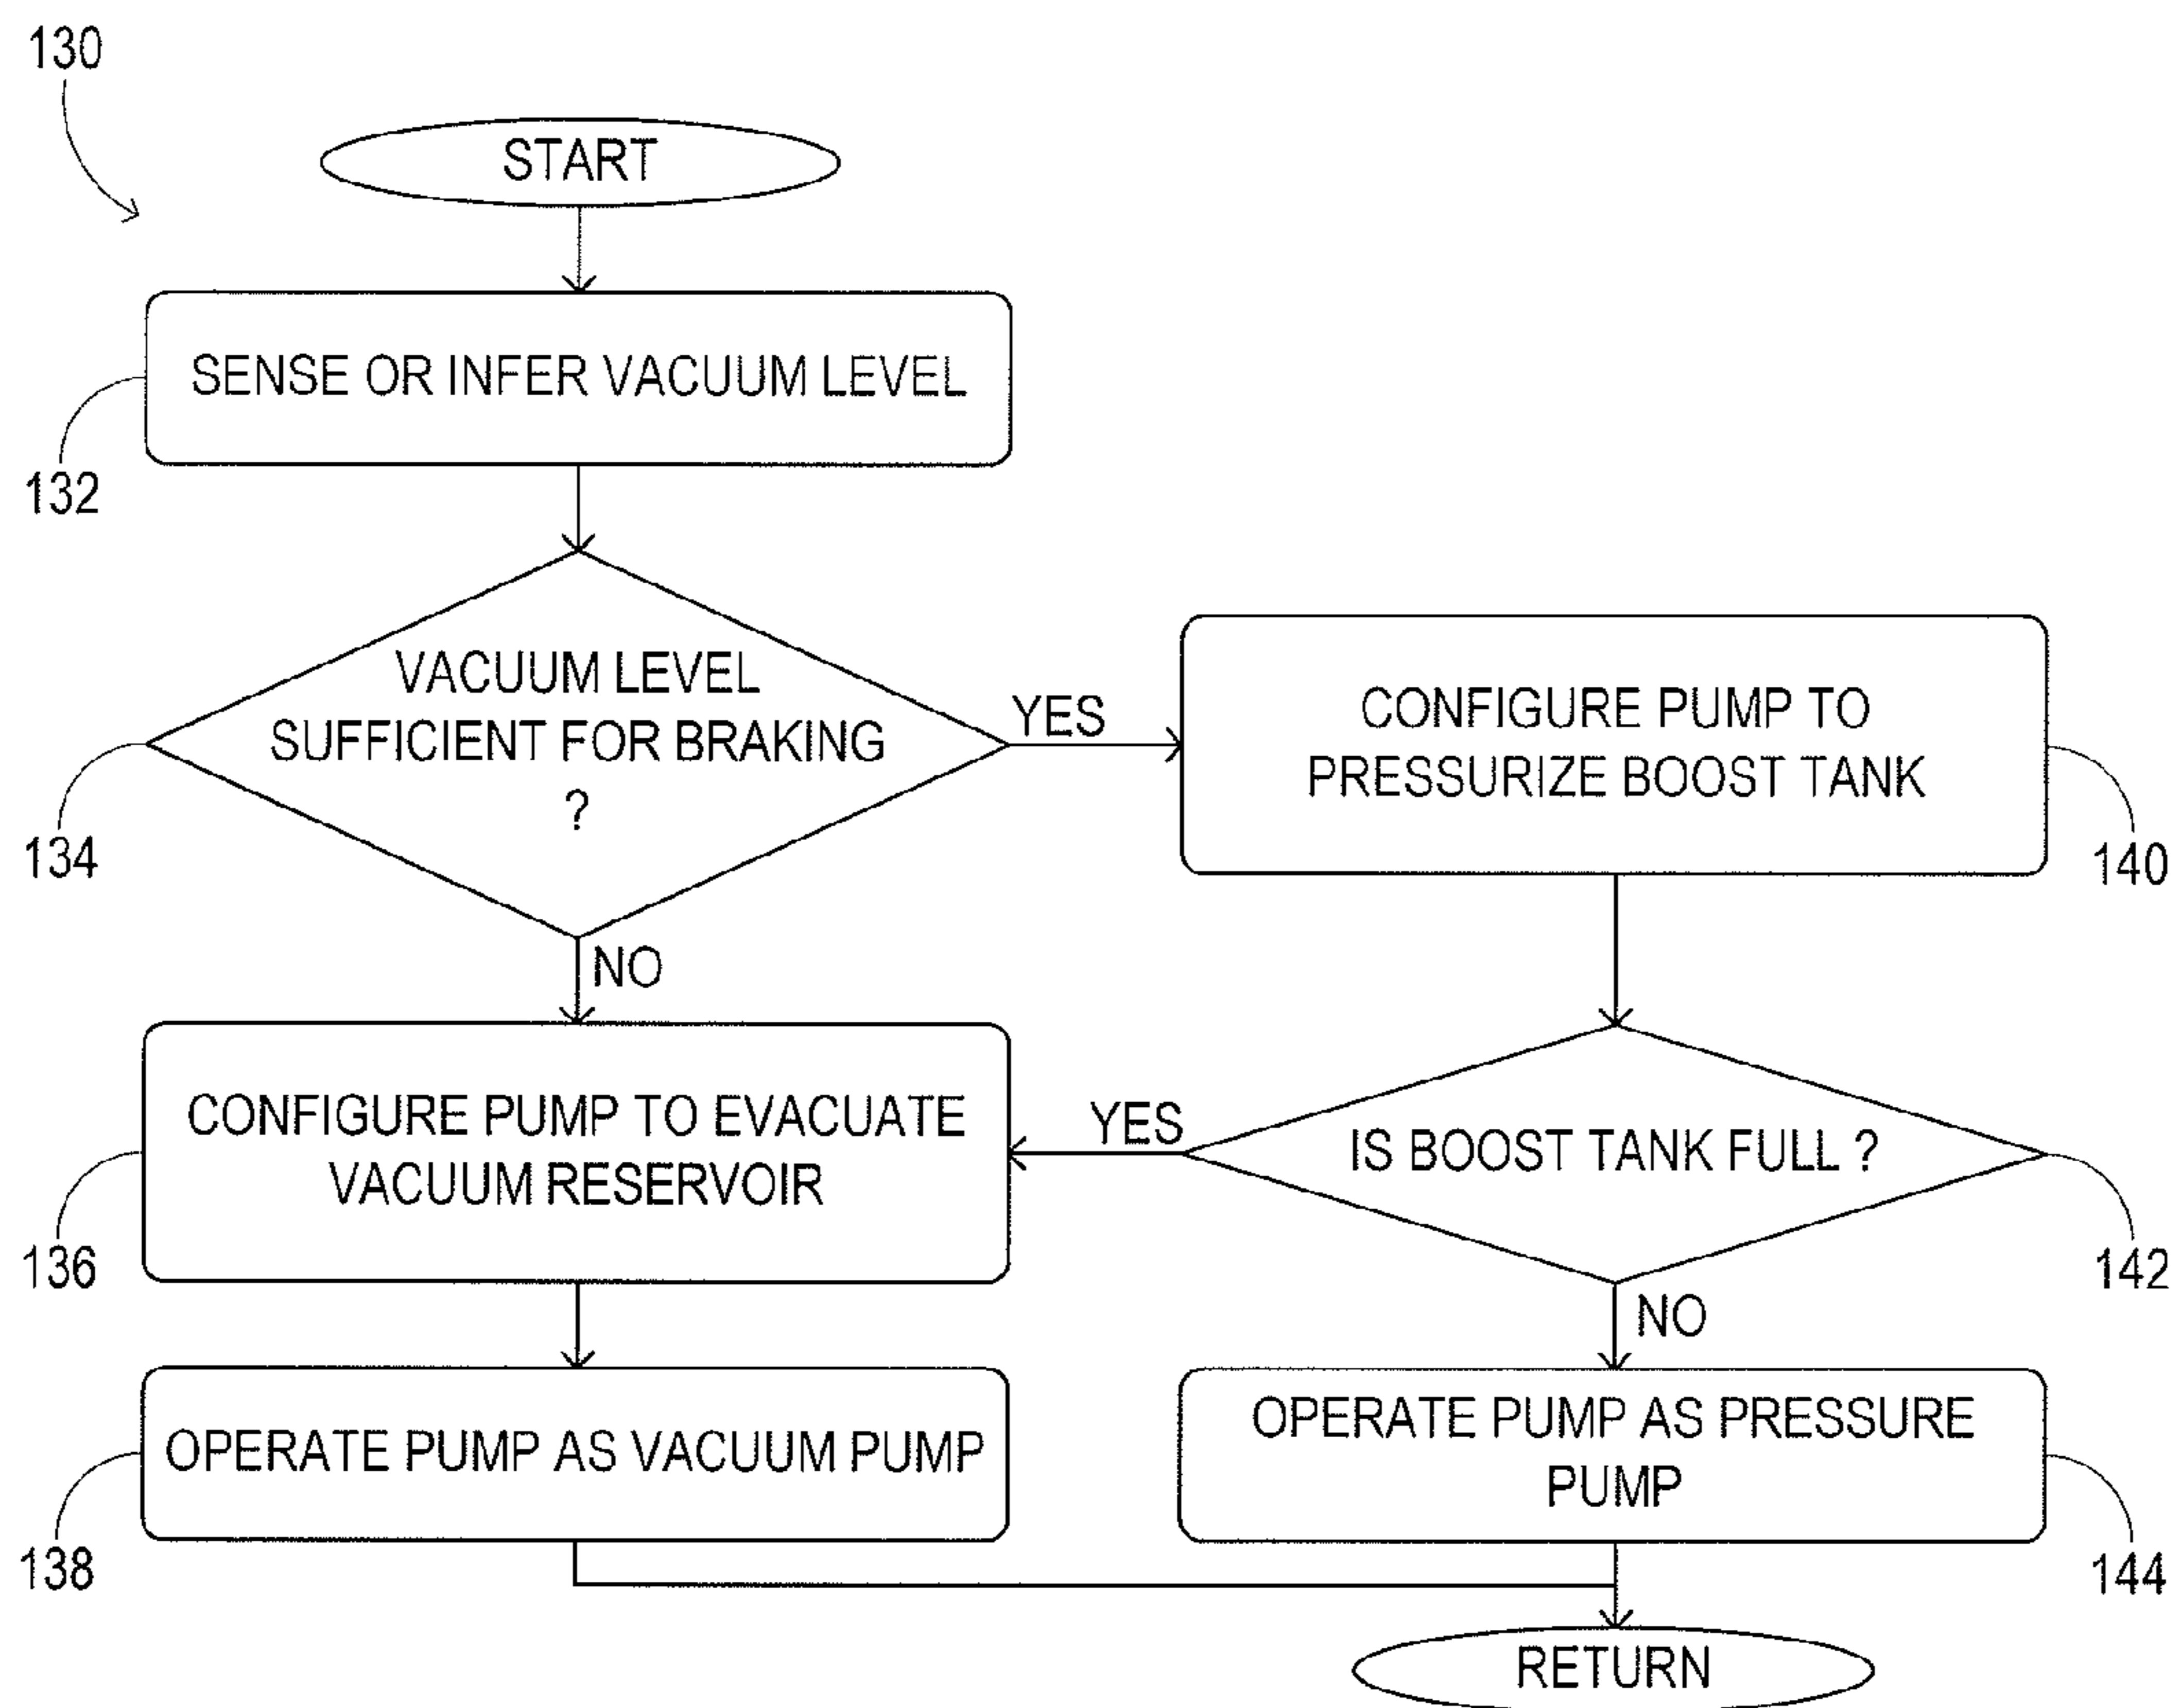 130
START
SENSE OR INFER VACUUM LEVEL
132
VACUUM LEVEL
SUFFICIENT FOR BRAKING
?
134
YES
CONFIGURE PUMP TO
PRESSURIZE BOOST TANK
140
NO
CONFIGURE PUMP TO EVACUATE
VACUUM RESERVOIR
136
YES
IS BOOST TANK FULL ?
142
NO
OPERATE PUMP AS VACUUM PUMP
138
OPERATE PUMP AS PRESSURE
PUMP
144
RETURN